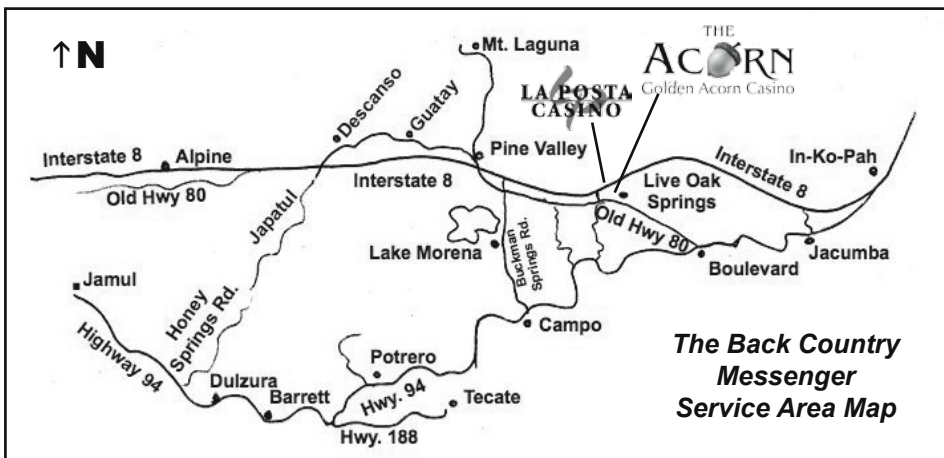 ↑N
Mt. Laguna
THE
ACORN
Golden Acorn Casino
LA POSTA
CASINO
Descanso
Guatay
Interstate 8
Alpine
Pine Valley
In-Ko-Pah
Old Hwy 80
Interstate 8
Interstate 8
Live Oak
Springs
Japatul
Old Hwy 80
Lake Morena
Buckman
Springs Rd.
Boulevard
Jacumba
Jamul
Honey
Springs Rd.
Highway 94
Campo
Potrero
Dulzura
Barrett
Hwy. 94
Tecate
Hwy. 188
The Back Country
Messenger
Service Area Map